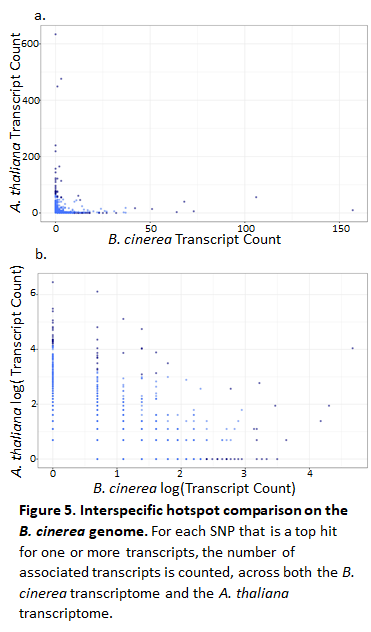 a.
A. thaliana Transcript Count
600
400
200
0
0 50 100 150
B. cinerea Transcript Count
b.
A. thaliana log( Transcript Count)
6
4
2
0
0 1 2 3 4
B. cinerea log(Transcript Count)
Figure 5. Interspecific hotspot comparison on the
B. cinerea genome. For each SNP that is a top hit
for one or more transcripts, the number of
associated transcripts is counted, across both the B.
cinerea transcriptome and the A. thaliana
transcriptome.